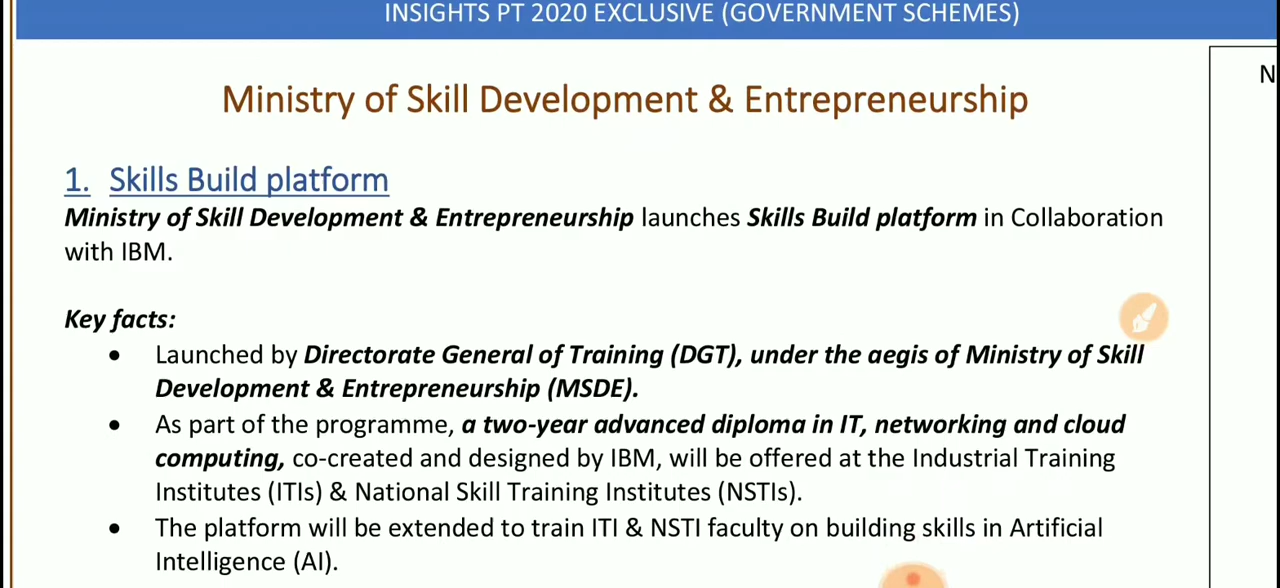 INSIGHTS PT 2020 EXCLUSIVE (GOVERNMENT SCHEMES)
N
Ministry of Skill Development & Entrepreneurship
1. Skills Build platform
Ministry of Skill Development & Entrepreneurship launches Skills Build platform in Collaboration
with IBM.
Key facts:
• Launched by Directorate General of Training (DGT), under the aegis of Ministry of Skill
Development & Entrepreneurship (MSDE).
• As part of the programme, a two-year advanced diploma in IT, networking and cloud
computing, co-created and designed by IBM, will be offered at the Industrial Training
Institutes (ITIs) & National Skill Training Institutes (NSTIs).
• The platform will be extended to train ITI & NSTI faculty on building skills in Artificial
Intelligence (AI).